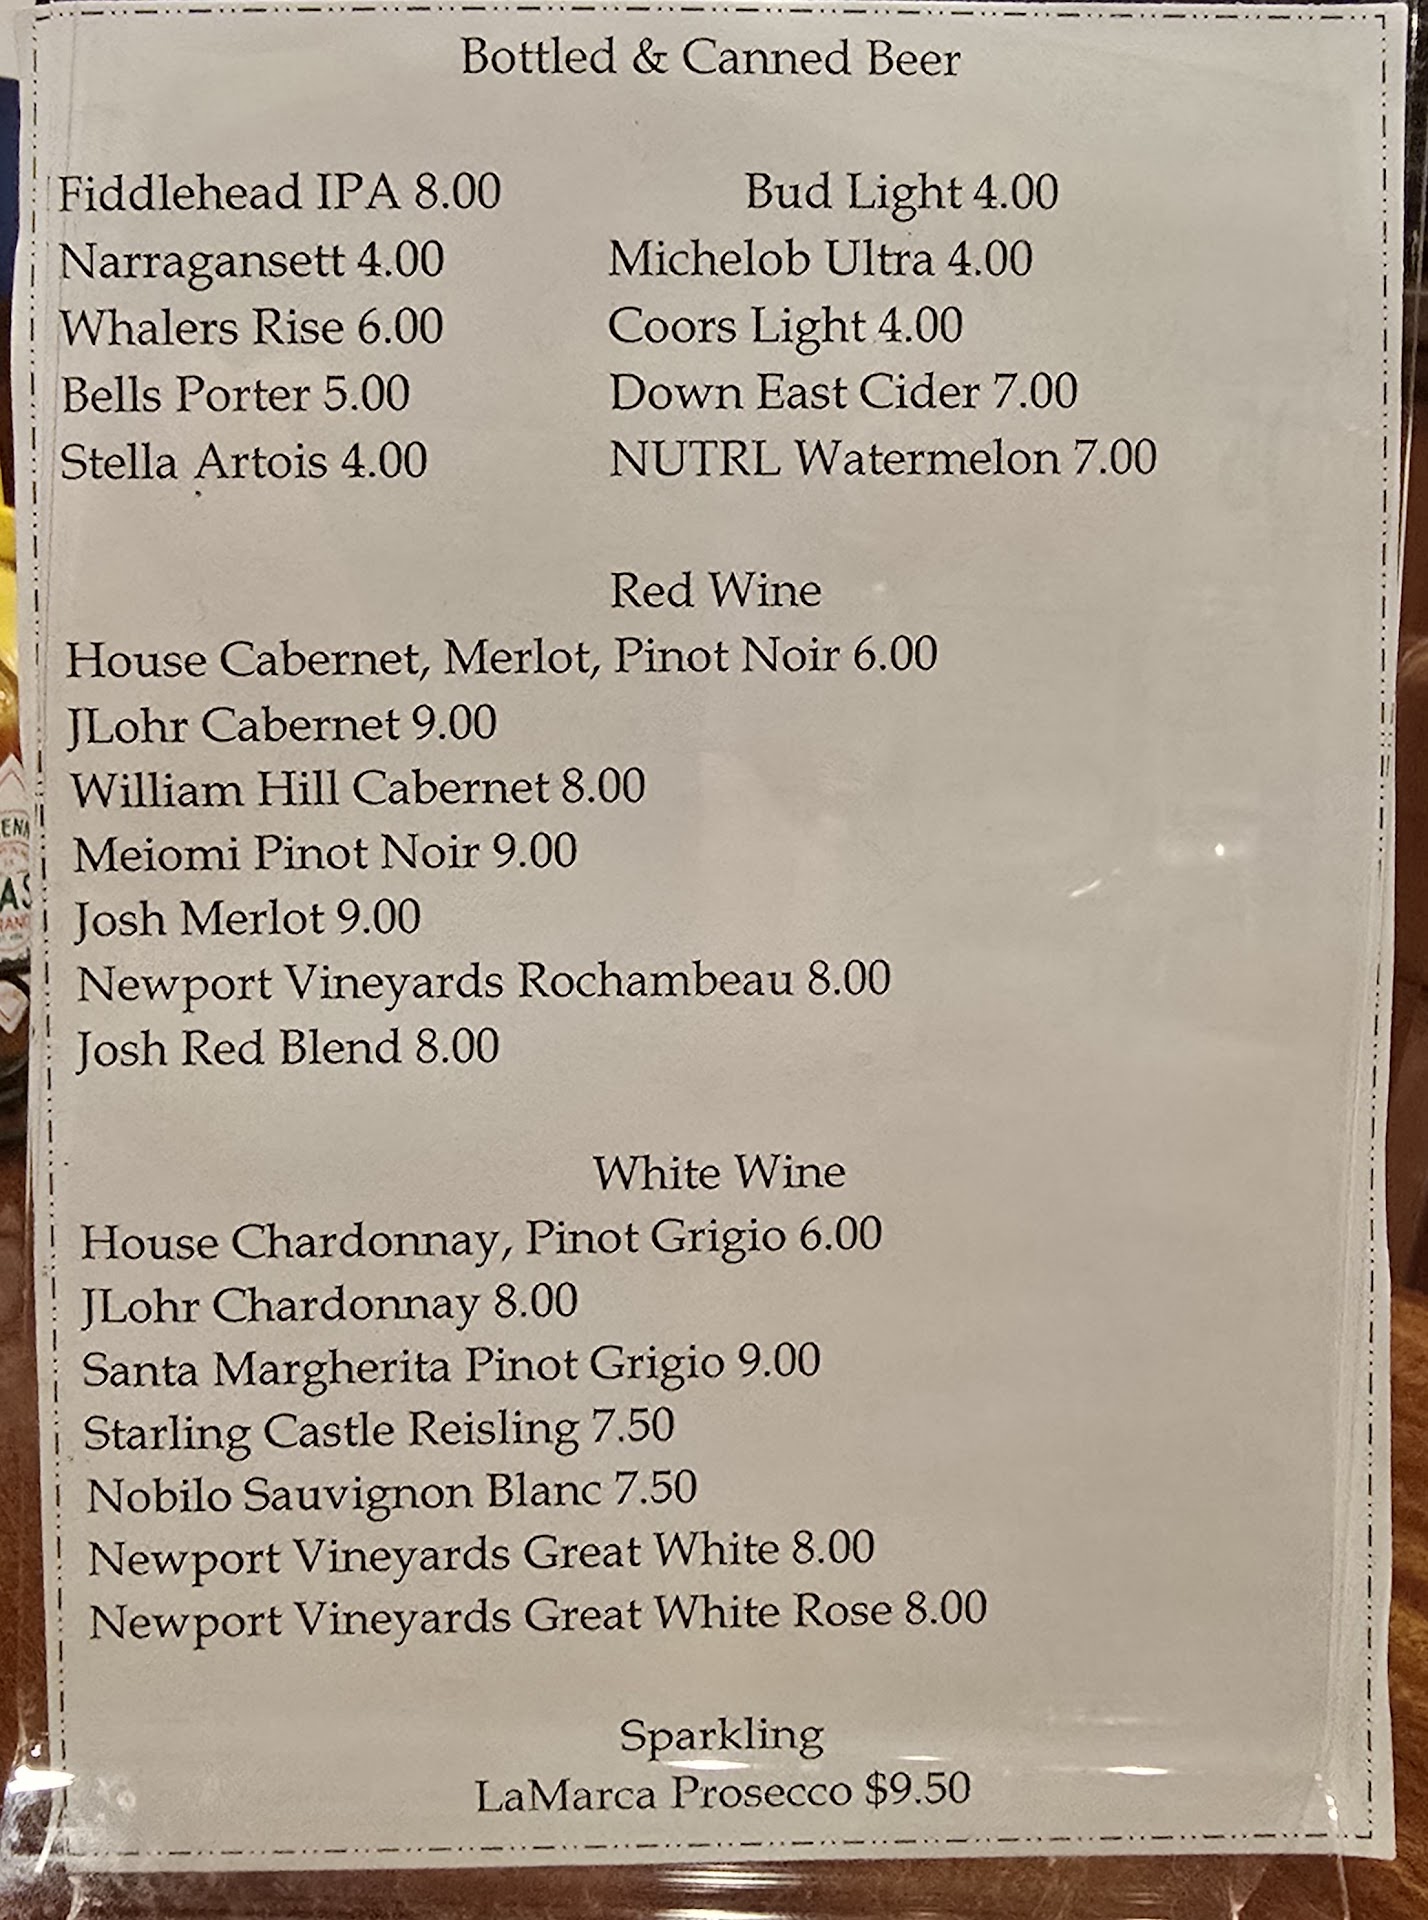 Bottled & Canned Beer
Fiddlehead IPA 8.00 Bud Light 4.00
Narragansett 4.00 Michelob Ultra 4.00
Whalers Rise 6.00 Coors Light 4.00
Bells Porter 5.00 Down East Cider 7.00
Stella Artois 4.00 NUTRL Watermelon 7.00
Red Wine
House Cabernet, Merlot, Pinot Noir 6.00
JLohr Cabernet 9.00
William Hill Cabernet 8.00
Meiomi Pinot Noir 9.00
Josh Merlot 9.00
Newport Vineyards Rochambeau 8.00
Josh Red Blend 8.00
White Wine
House Chardonnay, Pinot Grigio 6.00
JLohr Chardonnay 8.00
Santa Margherita Pinot Grigio 9.00
Starling Castle Reisling 7.50
Nobilo Sauvignon Blanc 7.50
Newport Vineyards Great White 8.00
Newport Vineyards Great White Rose 8.00
Sparkling
LaMarca Prosecco $9.50